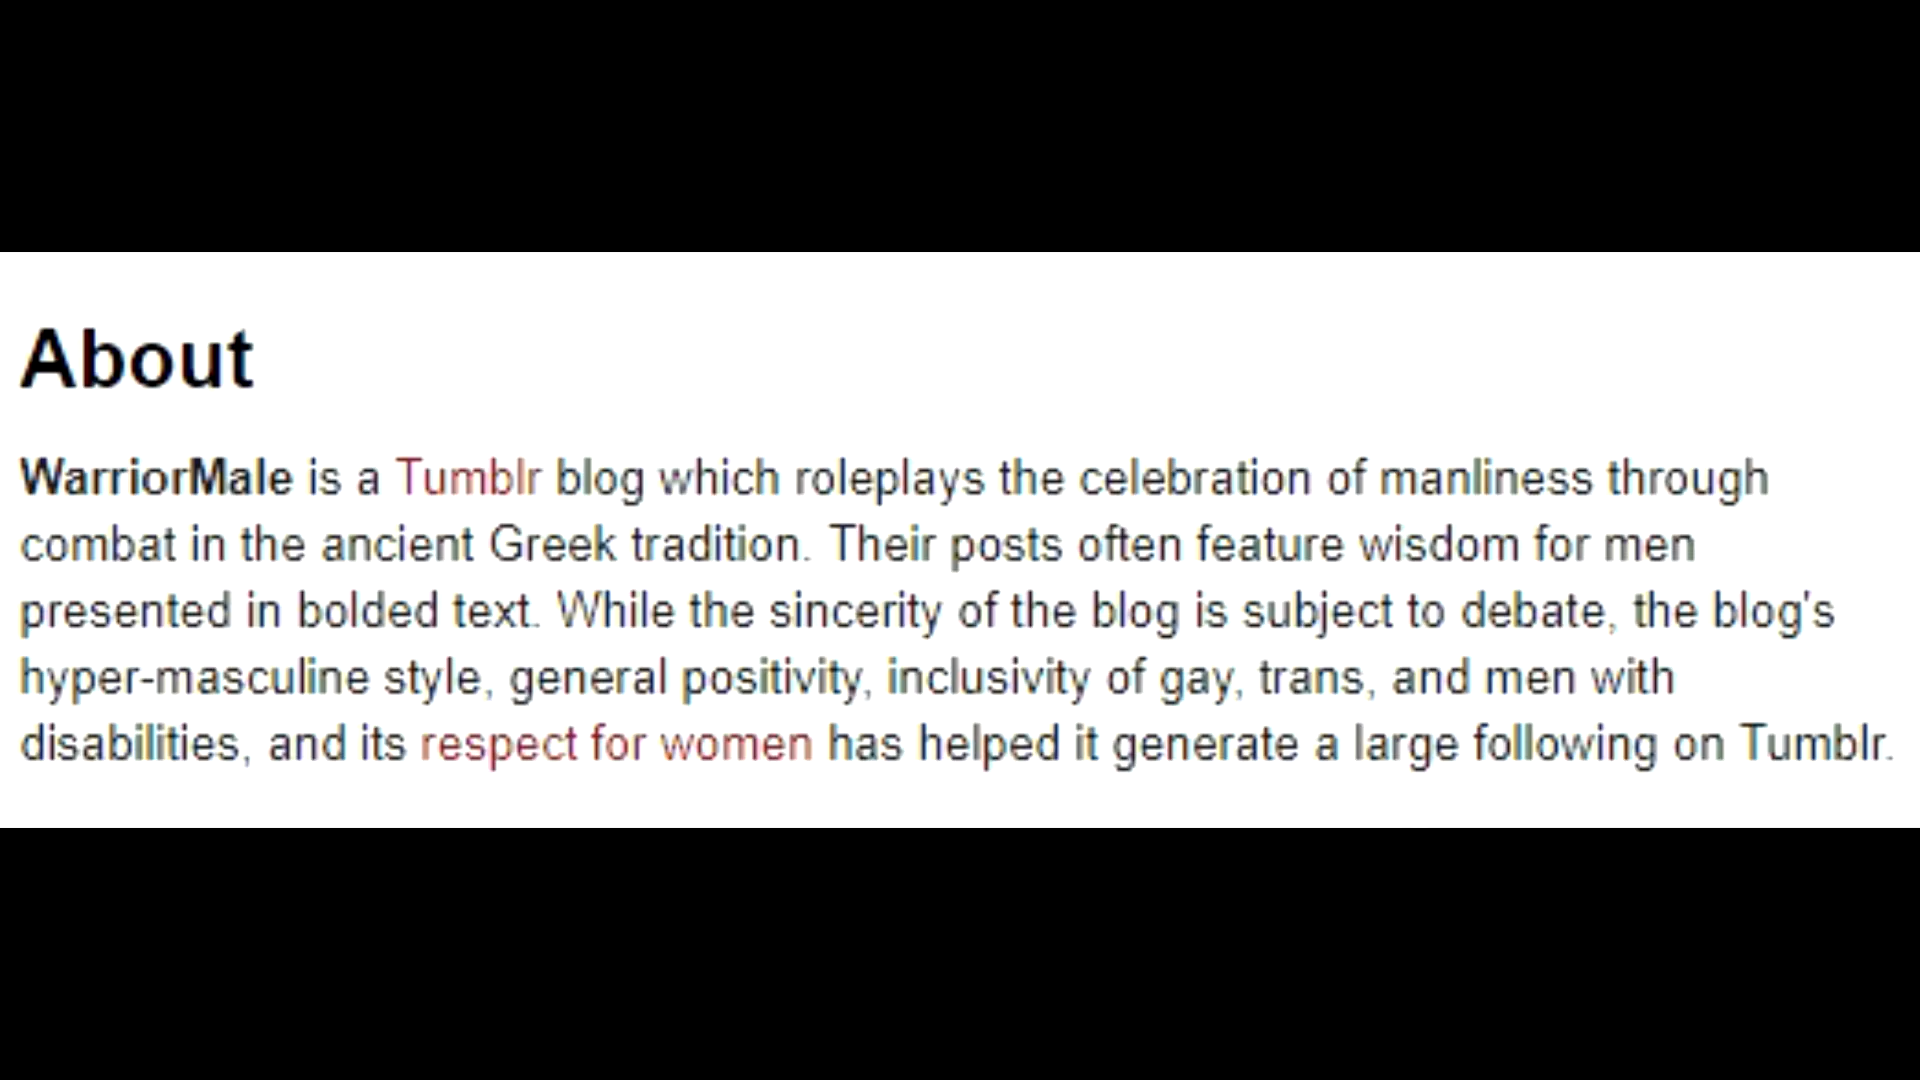 About
WarriorMale is a Tumblr blog which roleplays the celebration of manliness through
combat in the ancient Greek tradition. Their posts often feature wisdom for men
presented in bolded text. While the sincerity of the blog is subject to debate, the blog's
hyper-masculine style, general positivity, inclusivity of gay, trans, and men with
disabilities, and its respect for women has helped it generate a large following on Tumblr.